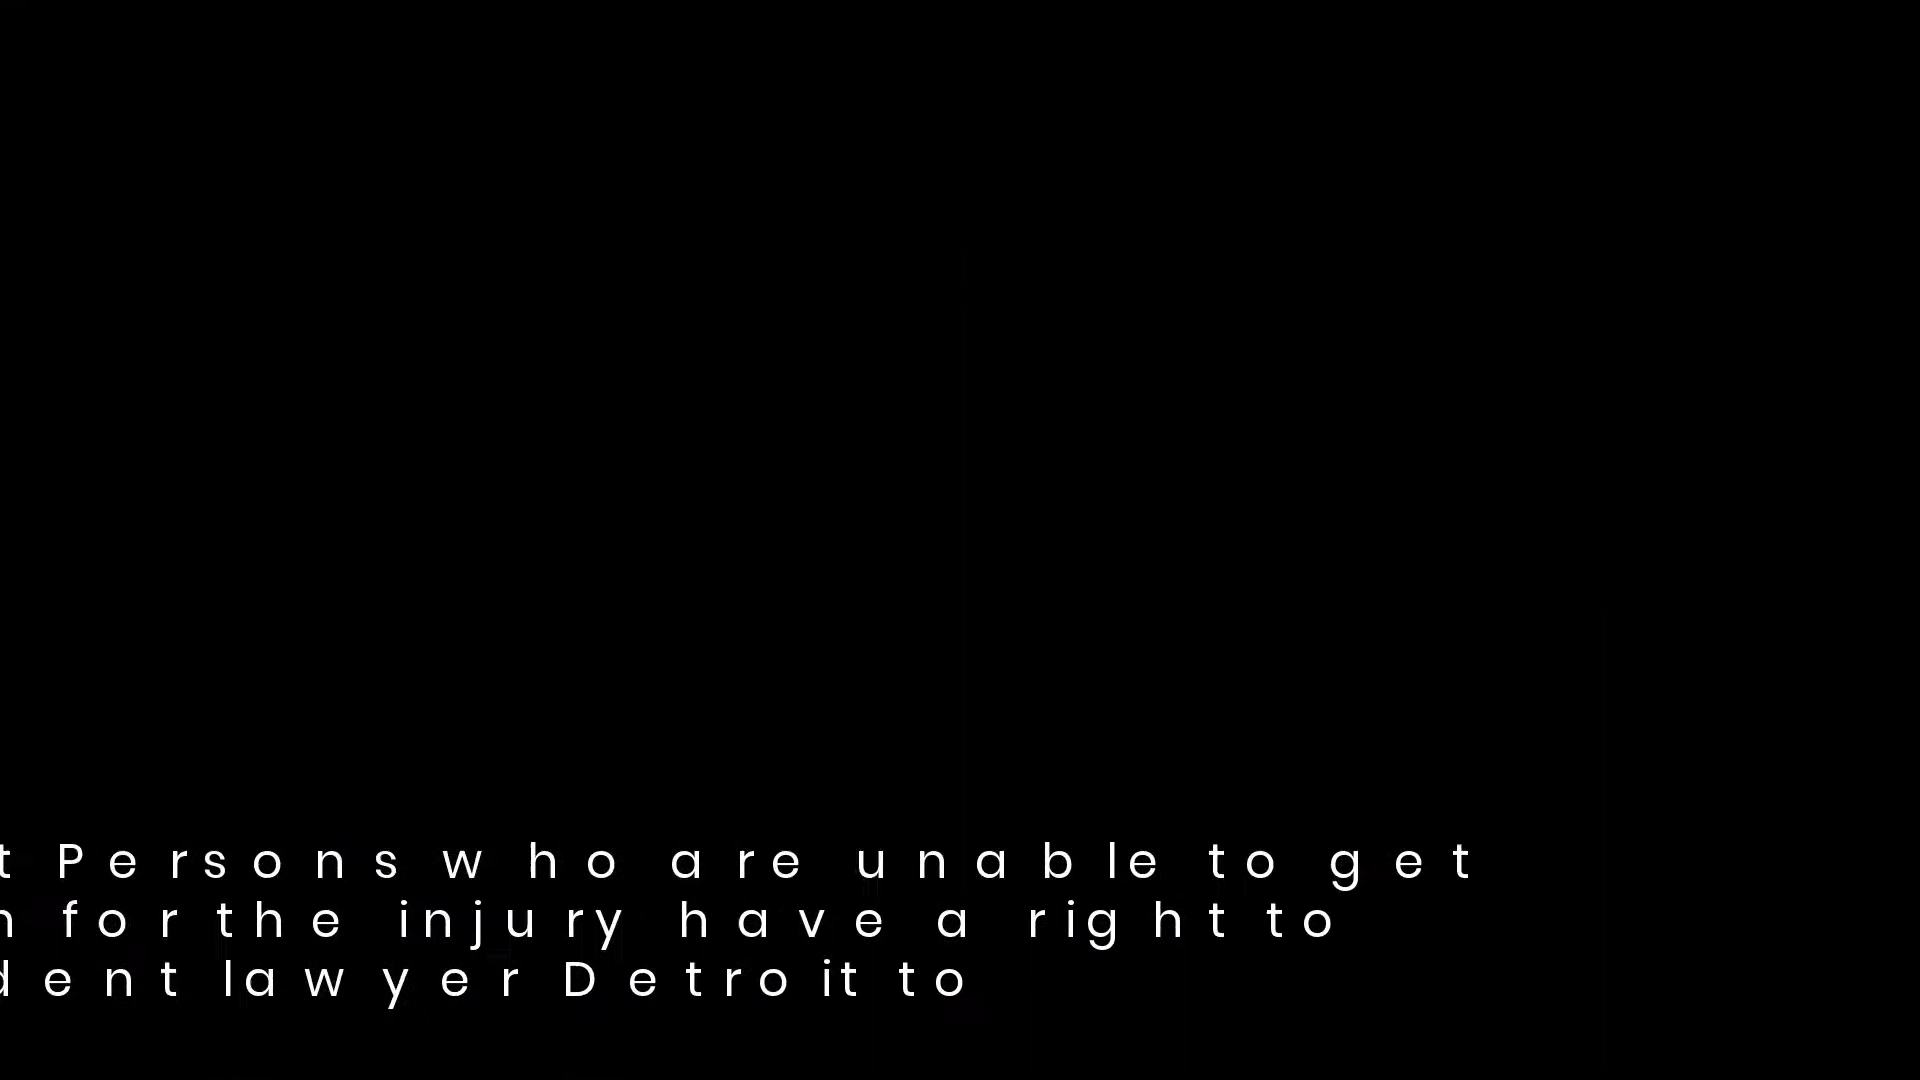 t Persons who are unable to get
n for the injury have a right to
dent lawyer Detroit to